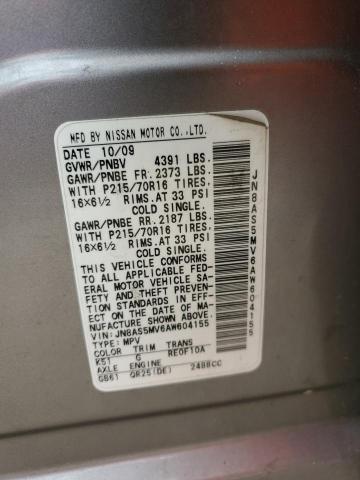 MFD BY NISSAN MOTOR CO.,LTD.
DATE 10/09
GVWR/PNBV 4391 LBS.
GAWR/PNBE FR: 2373 LBS.
WITH P215/70R16 TIRES,
16X6½ RIMS.AT 33 PSI
COLD SINGLE.
GAWR/PNBE RR: 2187 LBS.
WITH P215/70R16 TIRES,
16X6½ RIMS.AT 33 PSI
COLD SINGLE.
THIS VEHICLE CONFORMS
TO ALL APPLICABLE FED-
ERAL MOTOR VEHICLE SA-
FETY AND THEFT PREVENTION
STANDARDS IN EFF-
ECT ON THE DATE OF MA-
NUFACTURE SHOWN ABOVE.
VIN: JN8AS5MV6AW604155
TYPE: MPV
COLOR TRIM TRANS
K51 G RE0F10A
AXLE ENGINE
GB61 QR25(DE) 2488CC
JN8AS5MV6AW604155